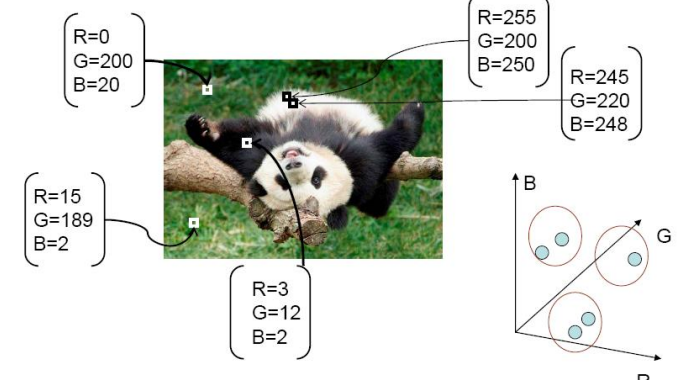 R=0
G=200
B=20
R=255
G=200
B=250
R=245
G=220
B=248
R=15
G=189
B=2
R=3
G=12
B=2
B
G